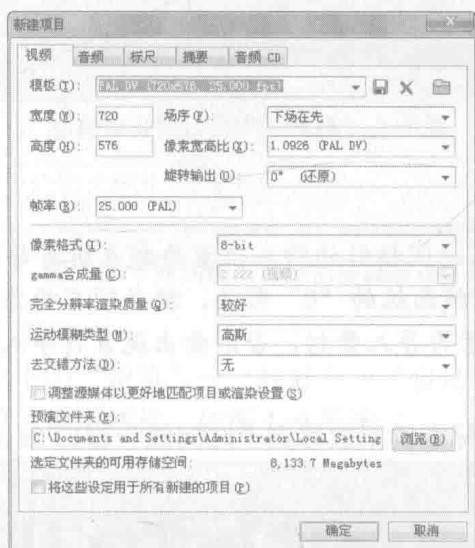 新建项目
视频 音频 标尺 摘要 音频 CD
模板(T): PAL DV (720x576, 25.000 fps)
宽度(W): 720 场序(F): 下场在先
高度(H): 576 像素宽高比(X): 1.0926 (PAL DV)
旋转输出(O): 0° (还原)
帧率(R): 25.000 (PAL)
像素格式(I): 8-bit
gamma合成量(C): 2.222 (视频)
完全分辨率渲染质量(Q): 较好
运动模糊类型(M): 高斯
去交错方法(D): 无
调整源媒体以更好地匹配项目或渲染设置(S)
预演文件夹(E):
C:\Documents and Settings\Administrator\Local Setting 浏览(B)
选定文件夹的可用存储空间: 8,133.7 Megabytes
将这些设定用于所有新建的项目(P)
确定 取消